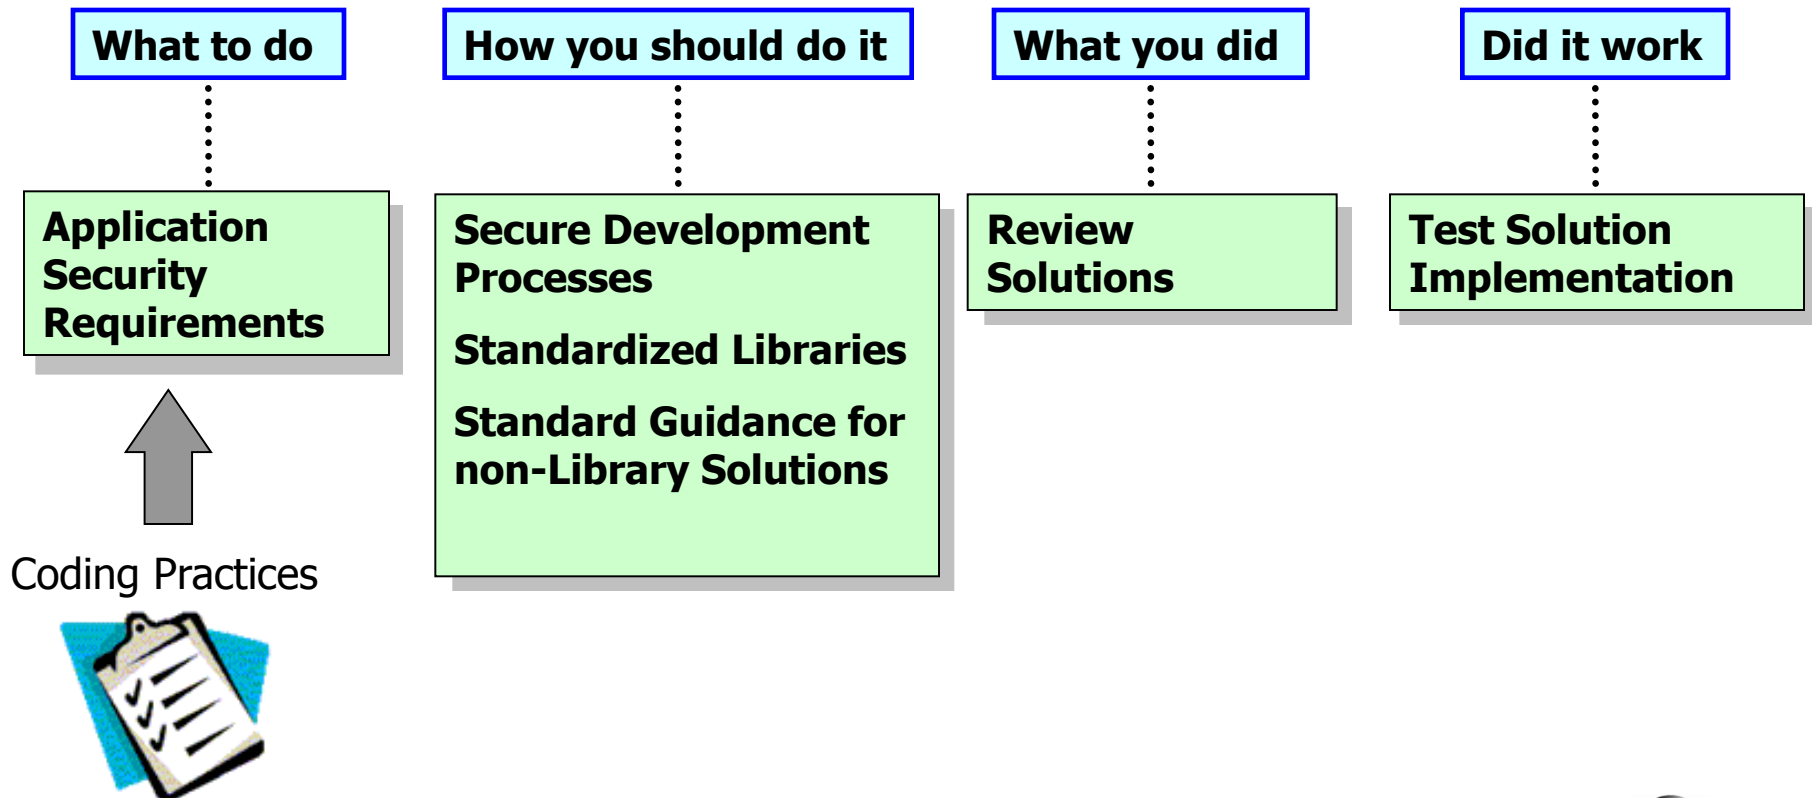 What to do
How you should do it
What you did
Did it work
Application
Security
Requirements
Secure Development
Processes
Standardized Libraries
Standard Guidance for
non-Library Solutions
Review
Solutions
Test Solution
Implementation
Coding Practices